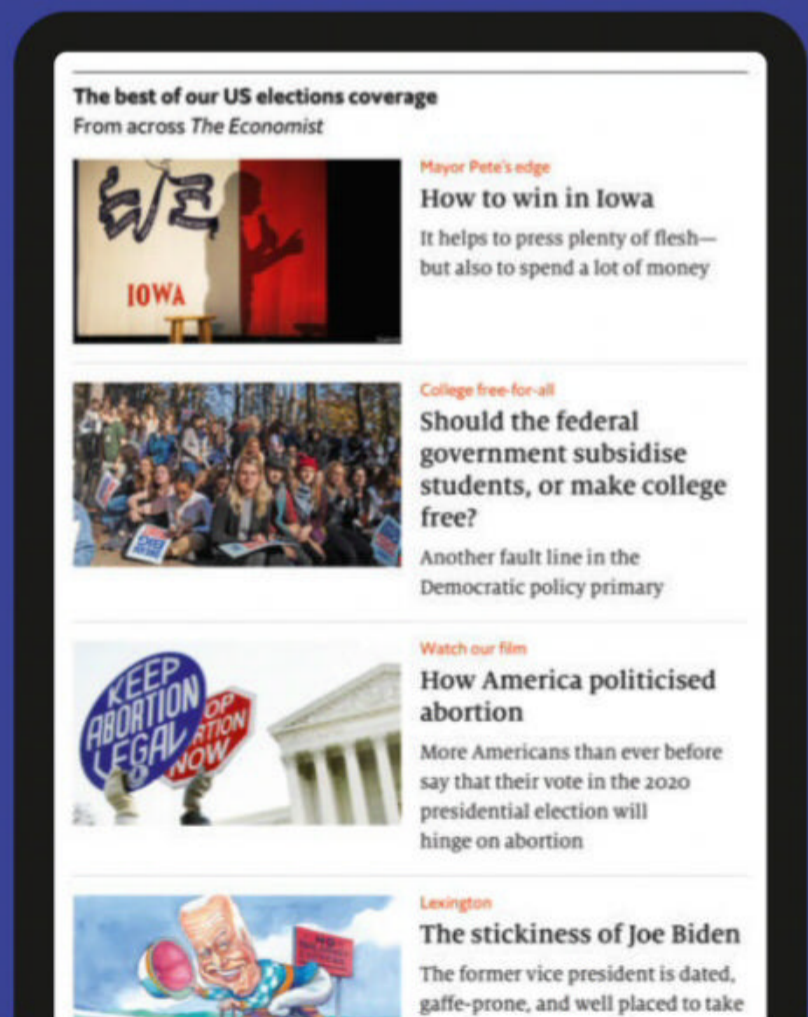 The best of our US elections coverage
From across The Economist
IOWA
Mayor Pete's edge
How to win in Iowa
It helps to press plenty of flesh—
but also to spend a lot of money
College free-for-all
Should the federal
government subsidise
students, or make college
free?
Another fault line in the
Democratic policy primary
KEEP
ABORTION
LEGAL
OP
RTION
NOW
Watch our film
How America politicised
abortion
More Americans than ever before
say that their vote in the 2020
presidential election will
hinge on abortion
Lexington
The stickiness of Joe Biden
The former vice president is dated,
gaffe-prone, and well placed to take